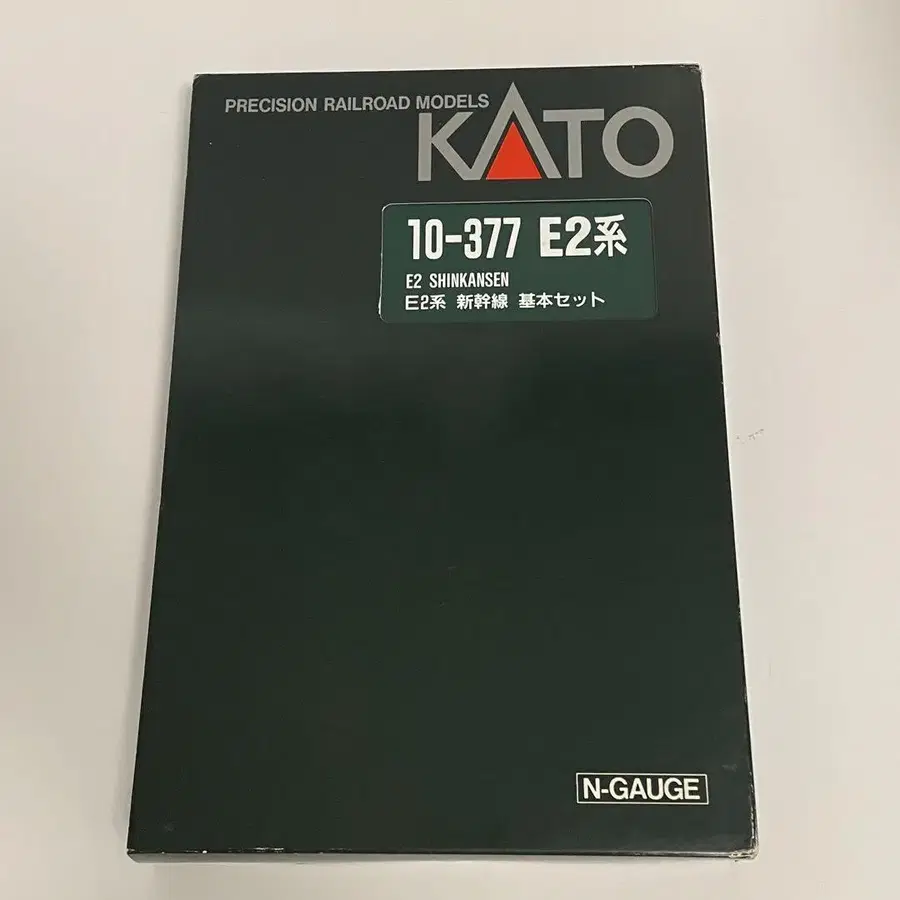 PRECISION RAILROAD MODELS
KATO
10-377 E2系
E2 SHINKANSEN
E2系 新幹線 基本セット
N-GAUGE